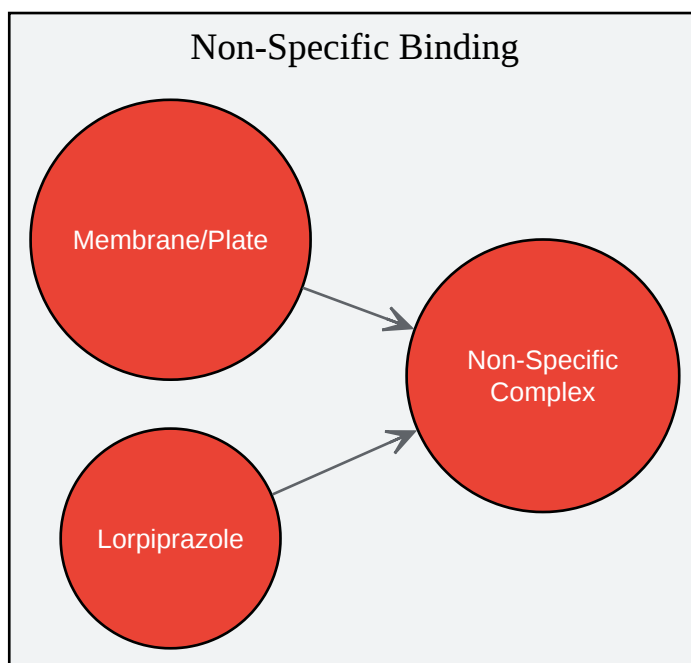 Non-Specific Binding
Membrane/Plate
Non-Specific
Complex
Lorpiprazole